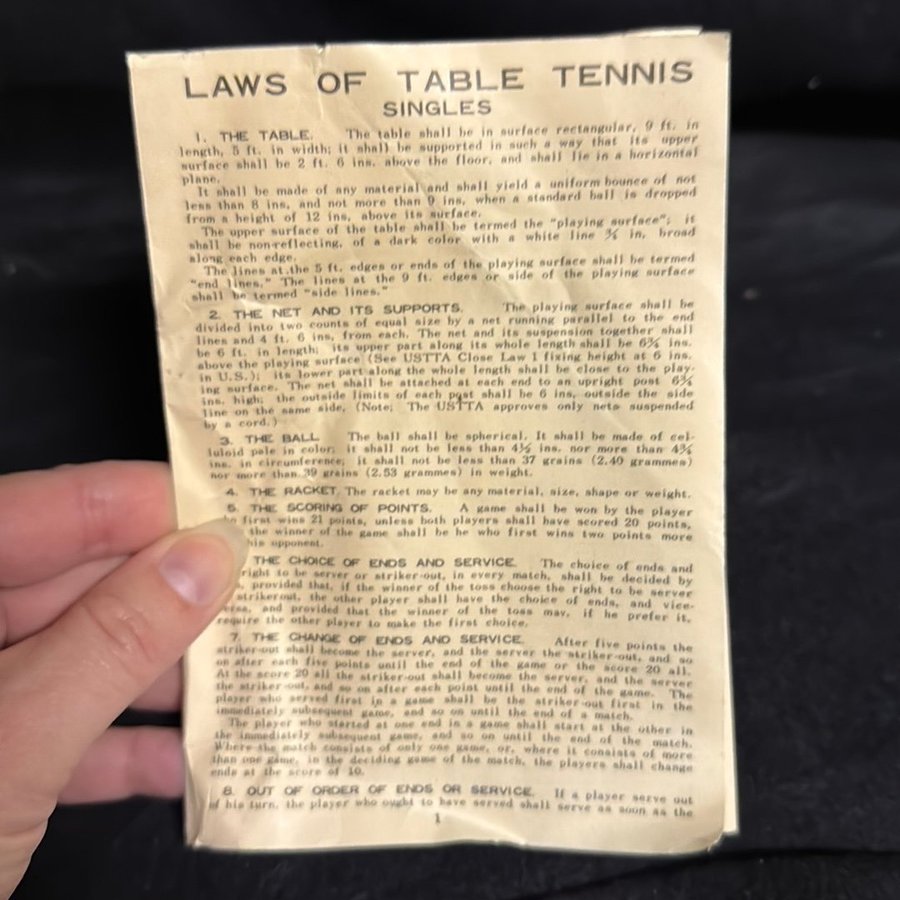 LAWS OF TABLE TENNIS
SINGLES
1. THE TABLE. The table shall be in surface rectangular, 9 ft. in
length, 5 ft. in width; it shall be supported in such a way that its upper
surface shall be 2 ft. 6 ins. above the floor, and shall lie in a horizontal
plane.
It shall be made of any material and shall yield a uniform bounce of not
less than 8 ins, and not more than 9 ins, when a standard ball is dropped
from a height of 12 ins, above its surface.
The upper surface of the table shall be termed the "playing surface"; it
shall be non-reflecting, of a dark color with a white line ¾ in, broad
along each edge.
The lines at the 5 ft. edges or ends of the playing surface shall be termed
"end lines." The lines at the 9 ft. edges or side of the playing surface
shall be termed "side lines."
2. THE NET AND ITS SUPPORTS. The playing surface shall be
divided into two counts of equal size by a net running parallel to the end
lines and 4 ft. 6 ins, from each. The net and its suspension together shall
be 6 ft. in length; its upper part along its whole length shall be 6¾ ins.
above the playing surface (See USTTA Close Law 1 fixing height at 6 ins.
in U.S.); its lower part along the whole length shall be close to the play-
ing surface. The net shall be attached at each end to an upright post 6¾
ins. high; the outside limits of each post shall be 6 ins, outside the side
line on the same side. (Note; The USTTA approves only nets suspended
by a cord.)
3. THE BALL The ball shall be spherical. It shall be made of cel-
luloid pale in color; it shall not be less than 4½ ins. nor more than 4¾
ins. in circumference; it shall not be less than 37 grains (2.40 grammes)
nor more than 39 grains (2.53 grammes) in weight.
4. THE RACKET. The racket may be any material, size, shape or weight.
5. THE SCORING OF POINTS. A game shall be won by the player
first wins 21 points, unless both players shall have scored 20 points,
the winner of the game shall be he who first wins two points more
his opponent.
THE CHOICE OF ENDS AND SERVICE. The choice of ends and
right to be server or striker-out, in every match, shall be decided by
provided that, if the winner of the toss choose the right to be server
strikerout, the other player shall have the choice of ends, and vice-
versa, and provided that the winner of the toss may, if he prefer it,
require the other player to make the first choice.
7. THE CHANGE OF ENDS AND SERVICE. After five points the
striker-out shall become the server, and the server the striker-out, and so
on after each five points until the end of the game or the score 20 all.
At the score 20 all the striker-out shall become the server, and the server
the striker-out, and so on after each point until the end of the game. The
player who served first in a game shall be the striker-out first in the
immediately subsequent game, and so on until the end of a match.
The player who started at one end in a game shall start at the other in
the immediately subsequent game, and so on until the end of the match.
Where the match consists of only one game, or, where it consists of more
than one game, in the deciding game of the match, the players shall change
ends at the score of 10.
8. OUT OF ORDER OF ENDS OR SERVICE. If a player serve out
of his turn, the player who ought to have served shall serve as soon as the
1